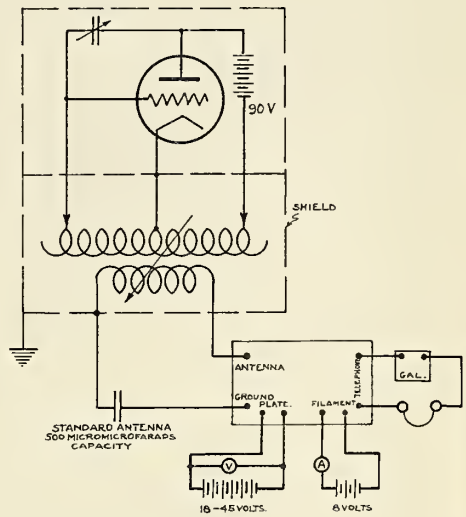 90V
SHIELD
ANTENNA
GROUND
PLATE.
FILAMENT
TELEPHONE
GAL.
STANDARD ANTENNA
500 MICROMICROFARADS
CAPACITY
V
A
18-45 VOLTS.
8 VOLTS